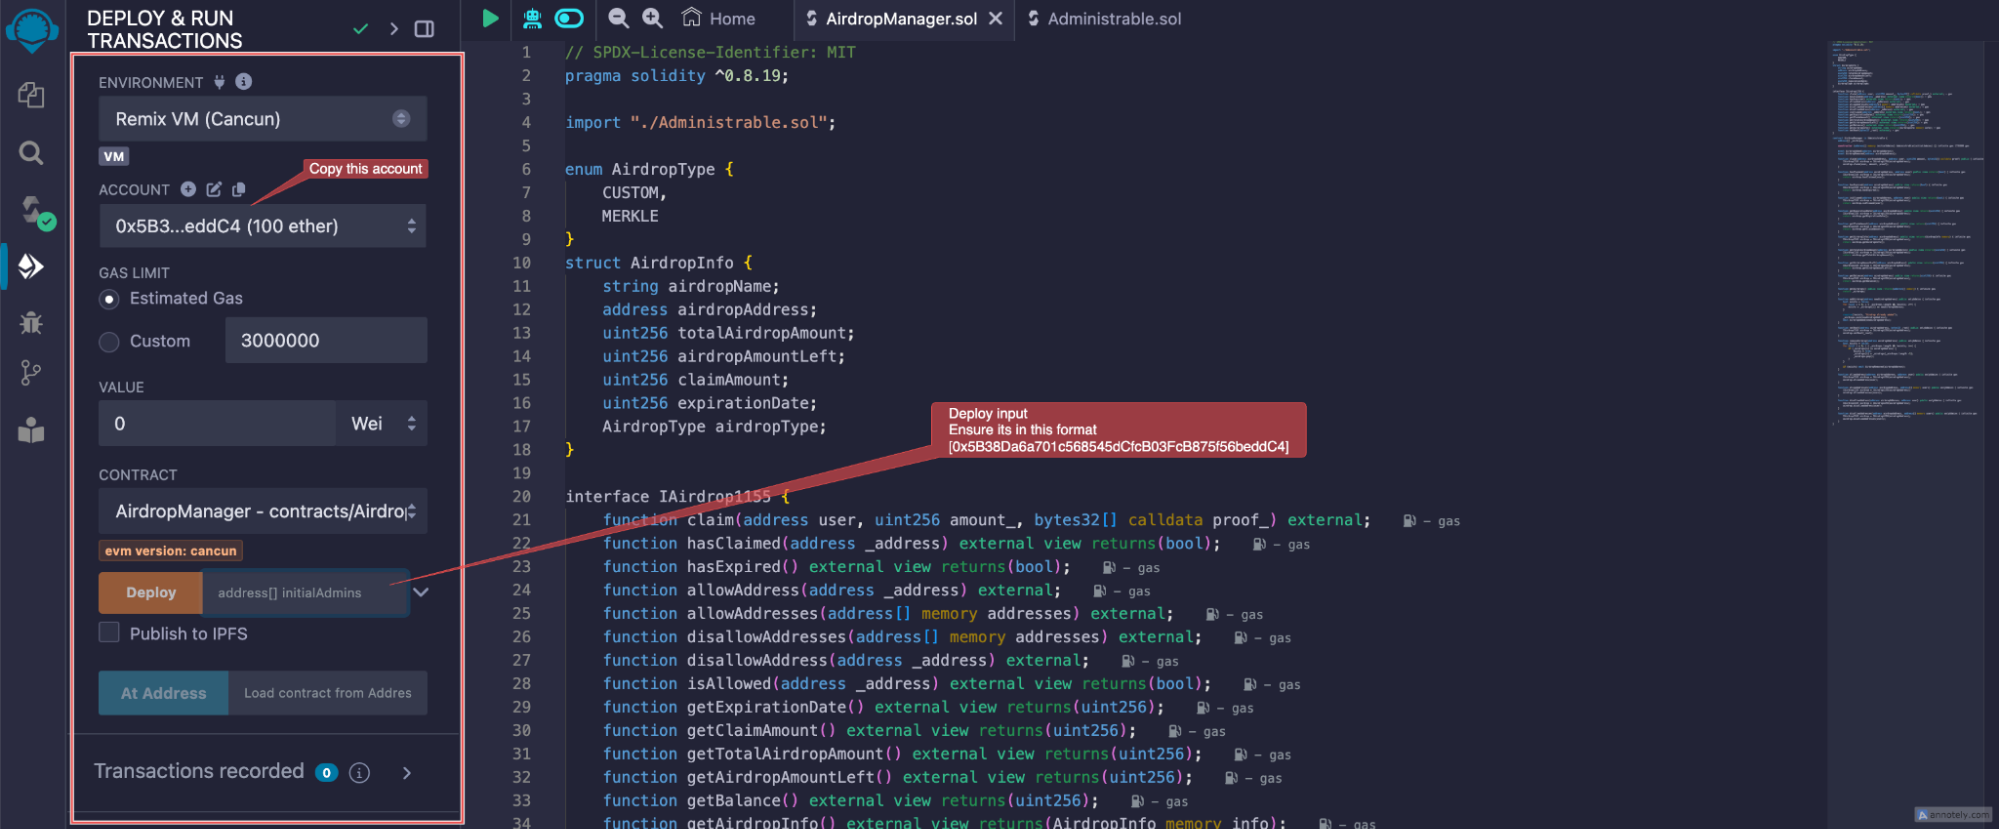 DEPLOY & RUN
TRANSACTIONS
ENVIRONMENT
Remix VM (Cancun)
VM
Copy this account
ACCOUNT
0x5B3...eddC4 (100 ether)
GAS LIMIT
Estimated Gas
Custom
3000000
VALUE
0
Wei
CONTRACT
AirdropManager - contracts/Airdrop
evm version: cancun
Deploy
address[] initialAdmins
Publish to IPFS
At Address
Load contract from Addres
Transactions recorded 0
Home
AirdropManager.sol
Administrable.sol
1 // SPDX-License-Identifier: MIT
2 pragma solidity ^0.8.19;
3
4 import "./Administrable.sol";
5
6 enum AirdropType {
7 CUSTOM,
8 MERKLE
9 }
10 struct AirdropInfo {
11 string airdropName;
12 address airdropAddress;
13 uint256 totalAirdropAmount;
14 uint256 airdropAmountLeft;
15 uint256 claimAmount;
16 uint256 expirationDate;
17 AirdropType airdropType;
18 }
19
20 interface IAirdrop1155 {
21 function claim(address user, uint256 amount_, bytes32[] calldata proof_) external; - gas
22 function hasClaimed(address _address) external view returns(bool); - gas
23 function hasExpired() external view returns(bool); - gas
24 function allowAddress(address _address) external; - gas
25 function allowAddresses(address[] memory addresses) external; - gas
26 function disallowAddresses(address[] memory addresses) external; - gas
27 function disallowAddress(address _address) external; - gas
28 function isAllowed(address _address) external view returns(bool); - gas
29 function getExpirationDate() external view returns(uint256); - gas
30 function getClaimAmount() external view returns(uint256); - gas
31 function getTotalAirdropAmount() external view returns(uint256); - gas
32 function getAirdropAmountLeft() external view returns(uint256); - gas
33 function getBalance() external view returns(uint256); - gas
34 function getAirdropInfo() external view returns(AirdropInfo memory info); - gas
Deploy input
Ensure its in this format
[0x5B38Da6a701c568545dCfcB03FcB875f56beddC4]
annotely.com